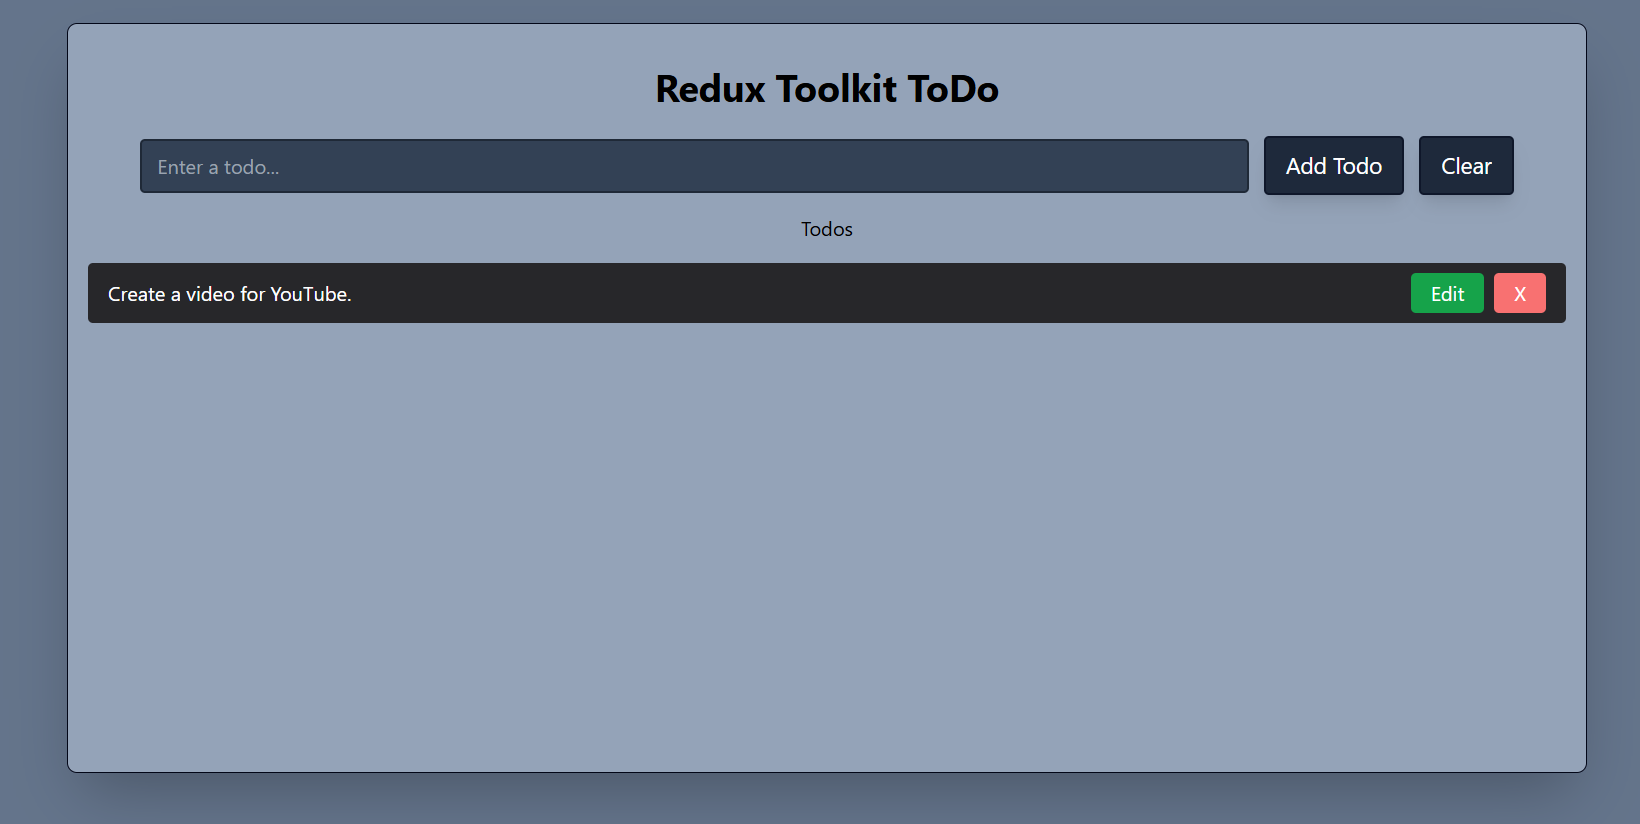 Redux Toolkit ToDo
Enter a todo...
Add Todo
Clear
Todos
Create a video for YouTube.
Edit
X